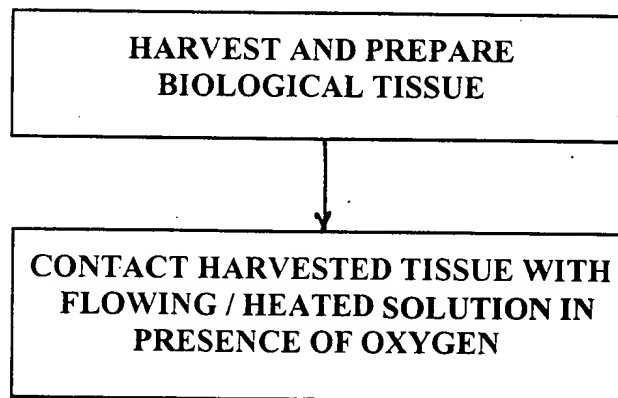 HARVEST AND PREPARE
BIOLOGICAL TISSUE
CONTACT HARVESTED TISSUE WITH
FLOWING / HEATED SOLUTION IN
PRESENCE OF OXYGEN